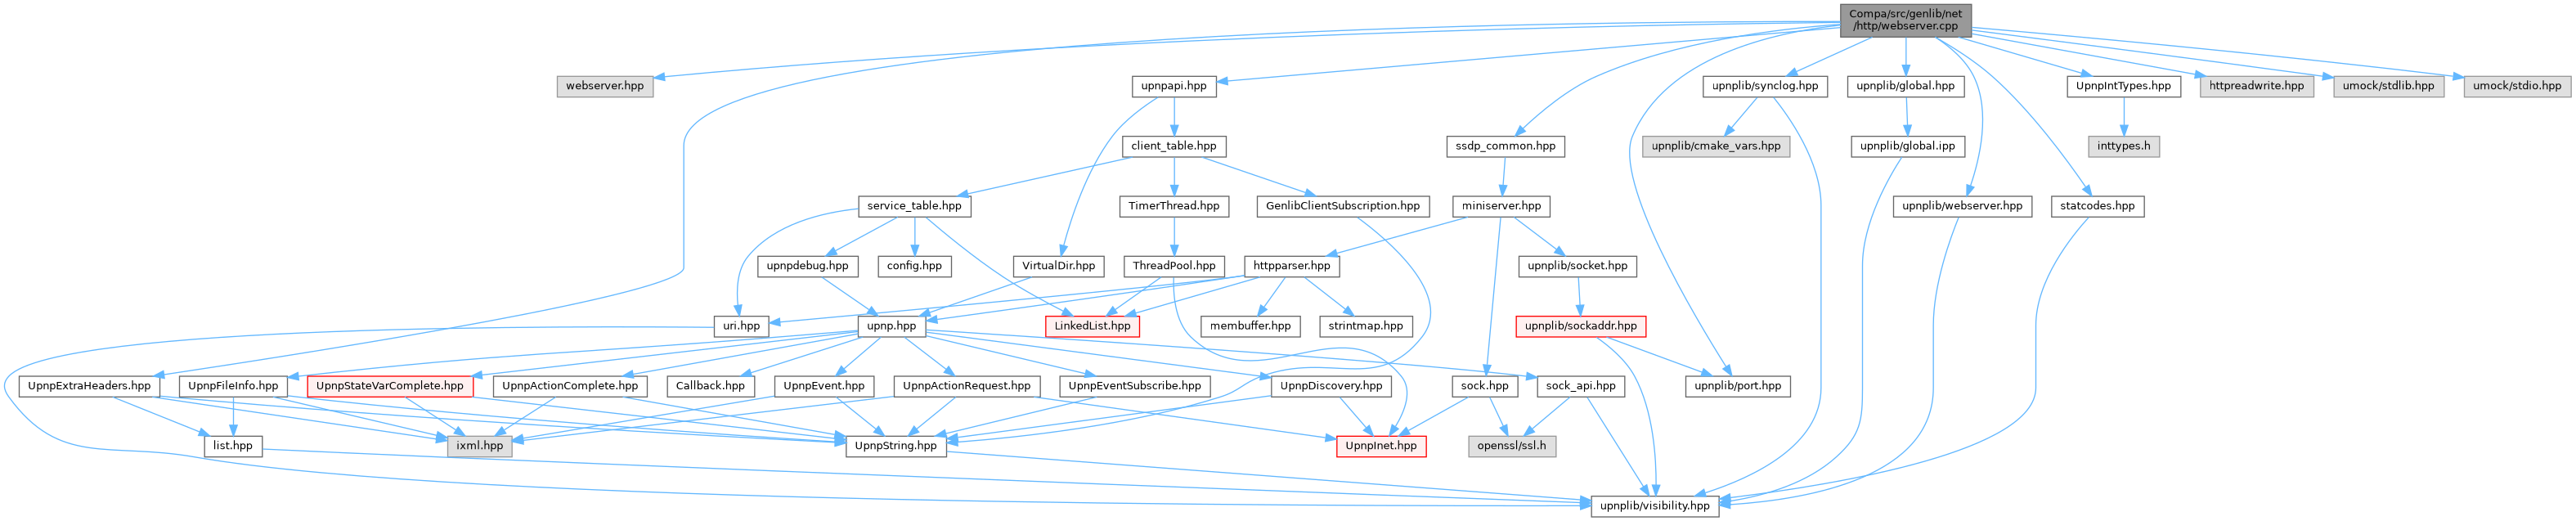 Compa/src/genlib/net
/http/webserver.cpp
webserver.hpp
upnpapi.hpp
upnplib/synclog.hpp
upnplib/global.hpp
UpnpIntTypes.hpp
httpreadwrite.hpp
umock/stdlib.hpp
umock/stdio.hpp
client_table.hpp
ssdp_common.hpp
upnplib/cmake_vars.hpp
upnplib/global.ipp
inttypes.h
service_table.hpp
TimerThread.hpp
GenlibClientSubscription.hpp
miniserver.hpp
upnplib/webserver.hpp
statcodes.hpp
upnpdebug.hpp
config.hpp
VirtualDir.hpp
ThreadPool.hpp
httpparser.hpp
upnplib/socket.hpp
uri.hpp
upnp.hpp
LinkedList.hpp
membuffer.hpp
strintmap.hpp
upnplib/sockaddr.hpp
UpnpExtraHeaders.hpp
UpnpFileInfo.hpp
UpnpStateVarComplete.hpp
UpnpActionComplete.hpp
Callback.hpp
UpnpEvent.hpp
UpnpActionRequest.hpp
UpnpEventSubscribe.hpp
UpnpDiscovery.hpp
sock.hpp
sock_api.hpp
upnplib/port.hpp
list.hpp
ixml.hpp
UpnpString.hpp
UpnpInet.hpp
openssl/ssl.h
upnplib/visibility.hpp